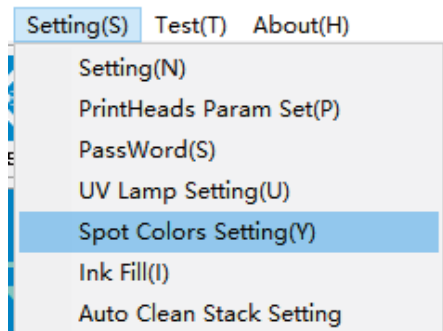 Setting(S) Test(T) About(H)
Setting(N)
PrintHeads Param Set(P)
PassWord(S)
UV Lamp Setting(U)
Spot Colors Setting(Y)
Ink Fill(I)
Auto Clean Stack Setting